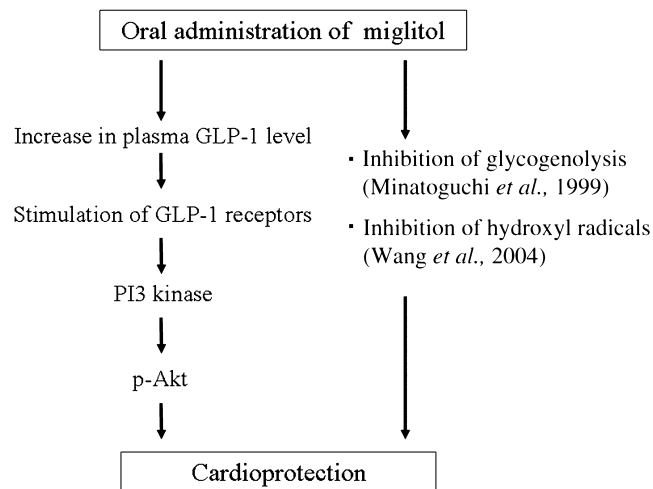 Oral administration of miglitol
Increase in plasma GLP-1 level
Stimulation of GLP-1 receptors
PI3 kinase
p-Akt
・Inhibition of glycogenolysis
(Minatoguchi et al., 1999)
・Inhibition of hydroxyl radicals
(Wang et al., 2004)
Cardioprotection